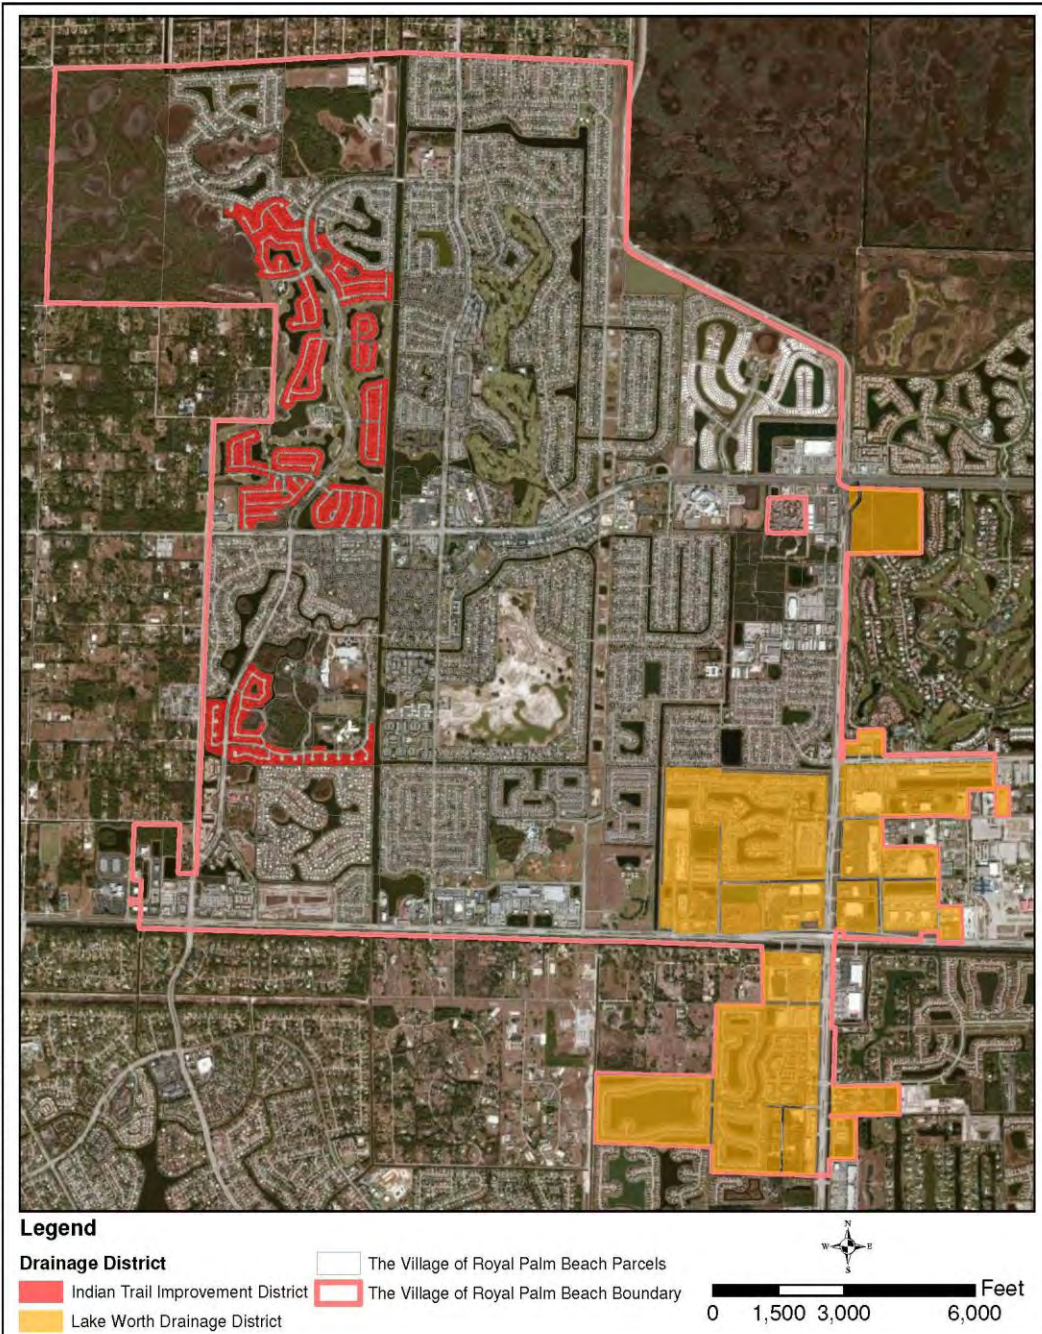 Legend
Drainage District
Indian Trail Improvement District
Lake Worth Drainage District
The Village of Royal Palm Beach Parcels
The Village of Royal Palm Beach Boundary
N
W E
S
Feet
0 1,500 3,000 6,000